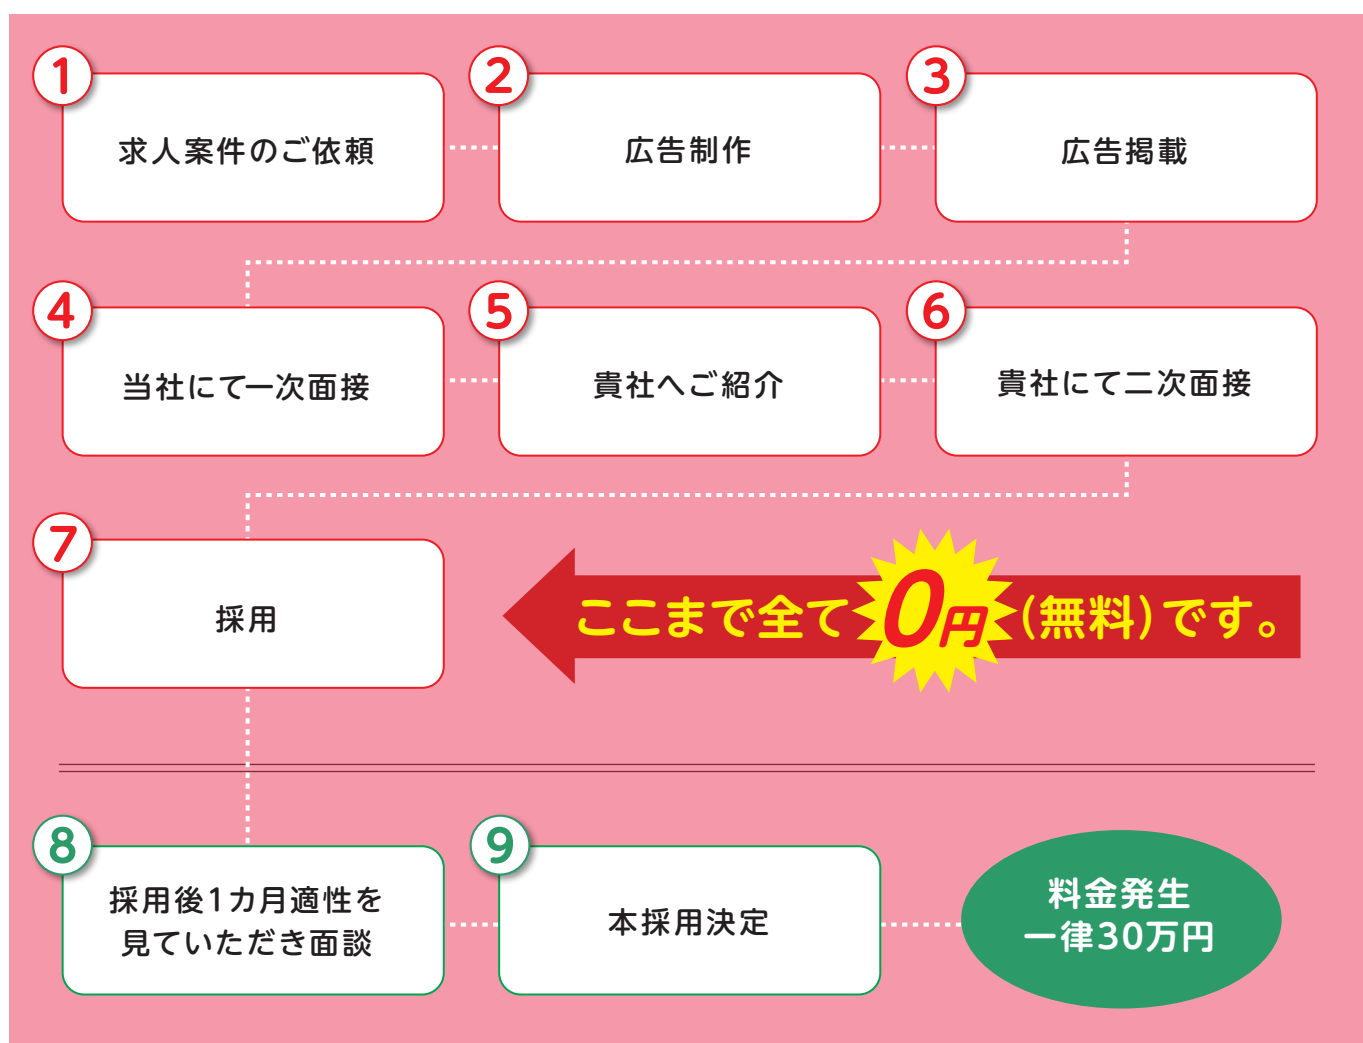 1
求人案件のご依頼
2
広告制作
3
広告掲載
4
当社にて一次面接
5
貴社へご紹介
6
貴社にて二次面接
7
採用
ここまで全て0円(無料)です。
8
採用後1カ月適性を
見ていただき面談
9
本採用決定
料金発生
一律30万円